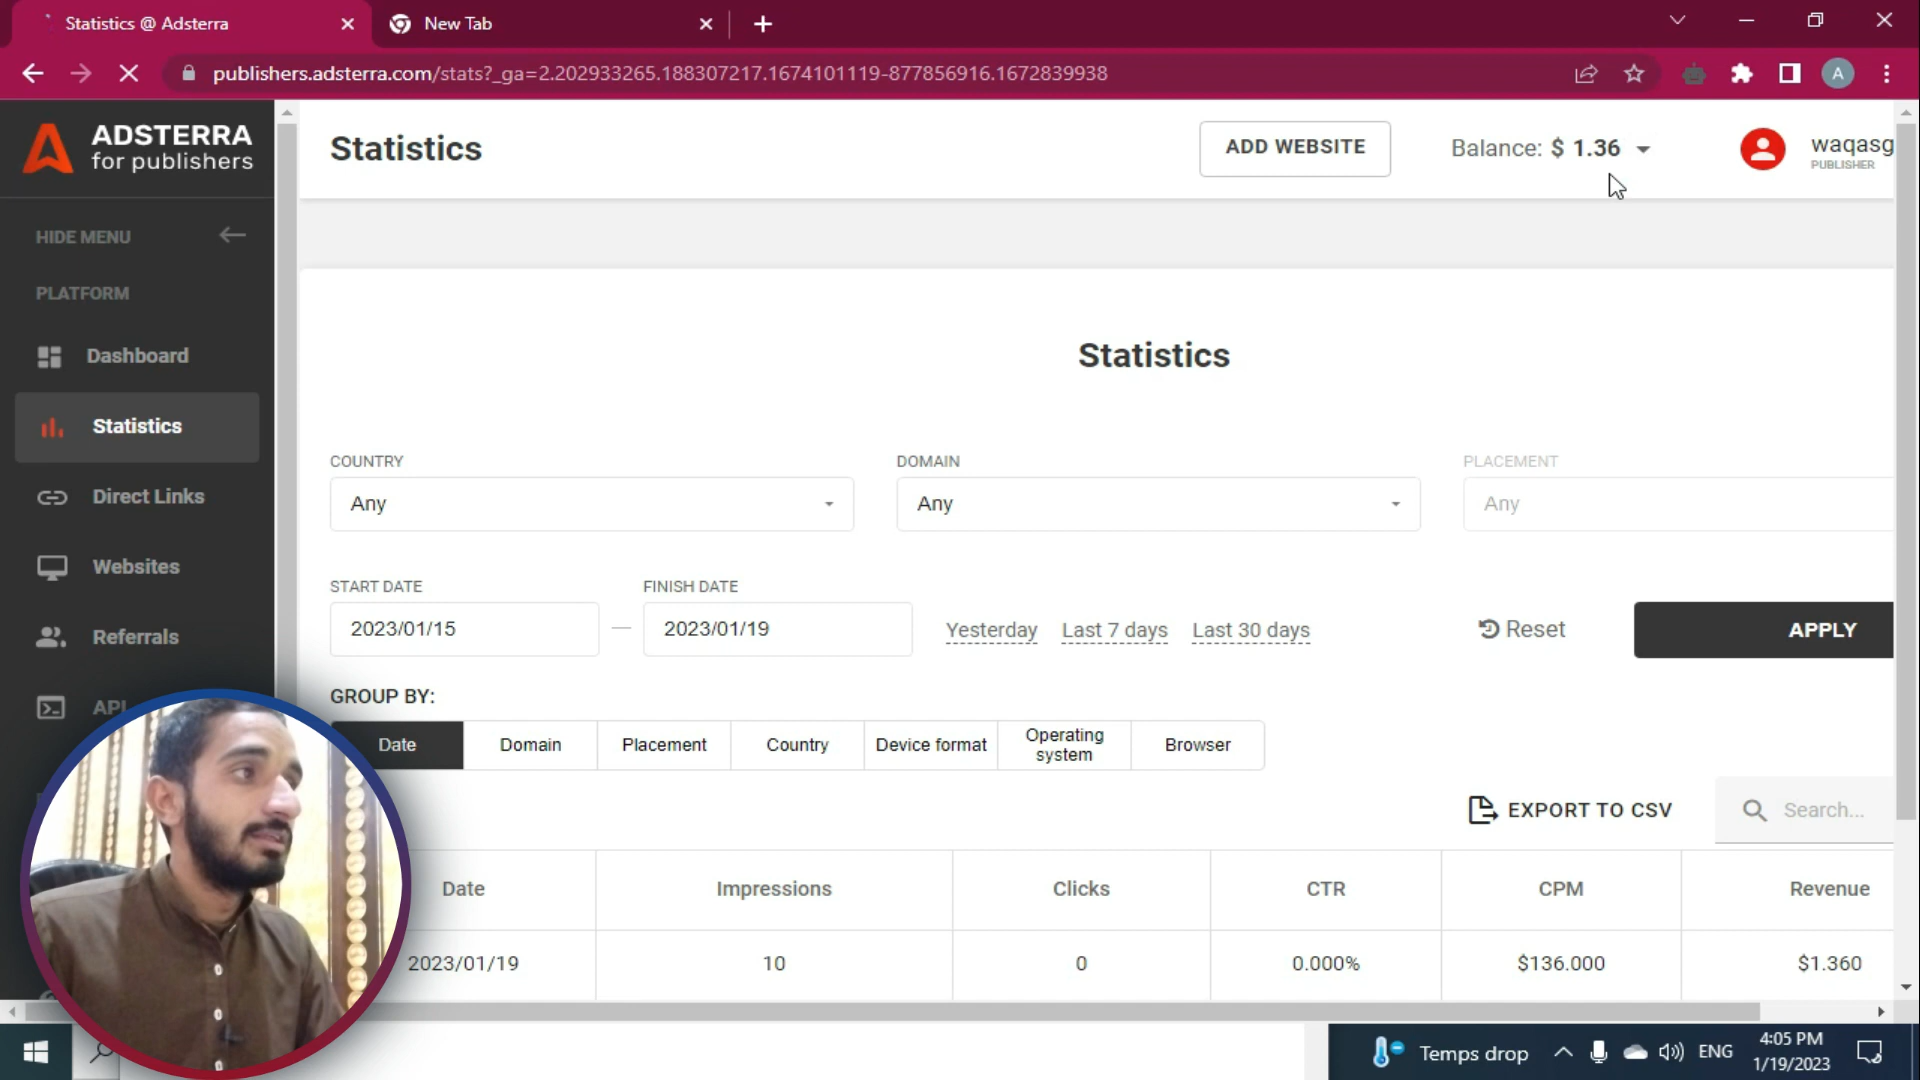 Statistics @ Adsterra
New Tab
publishers.adsterra.com/stats?_ga=2.202933265.188307217.1674101119-877856916.1672839938
A
ADSTERRA
for publishers
Statistics
ADD WEBSITE
Balance: $ 1.36
waqasg
PUBLISHER
HIDE MENU
PLATFORM
Dashboard
Statistics
Direct Links
Websites
Referrals
API
Statistics
COUNTRY
DOMAIN
PLACEMENT
Any
Any
Any
START DATE
FINISH DATE
2023/01/15
—
2023/01/19
Yesterday
Last 7 days
Last 30 days
Reset
APPLY
GROUP BY:
Date
Domain
Placement
Country
Device format
Operating system
Browser
EXPORT TO CSV
Search...
Date
Impressions
Clicks
CTR
CPM
Revenue
2023/01/19
10
0
0.000%
$136.000
$1.360
Temps drop
ENG
4:05 PM
1/19/2023